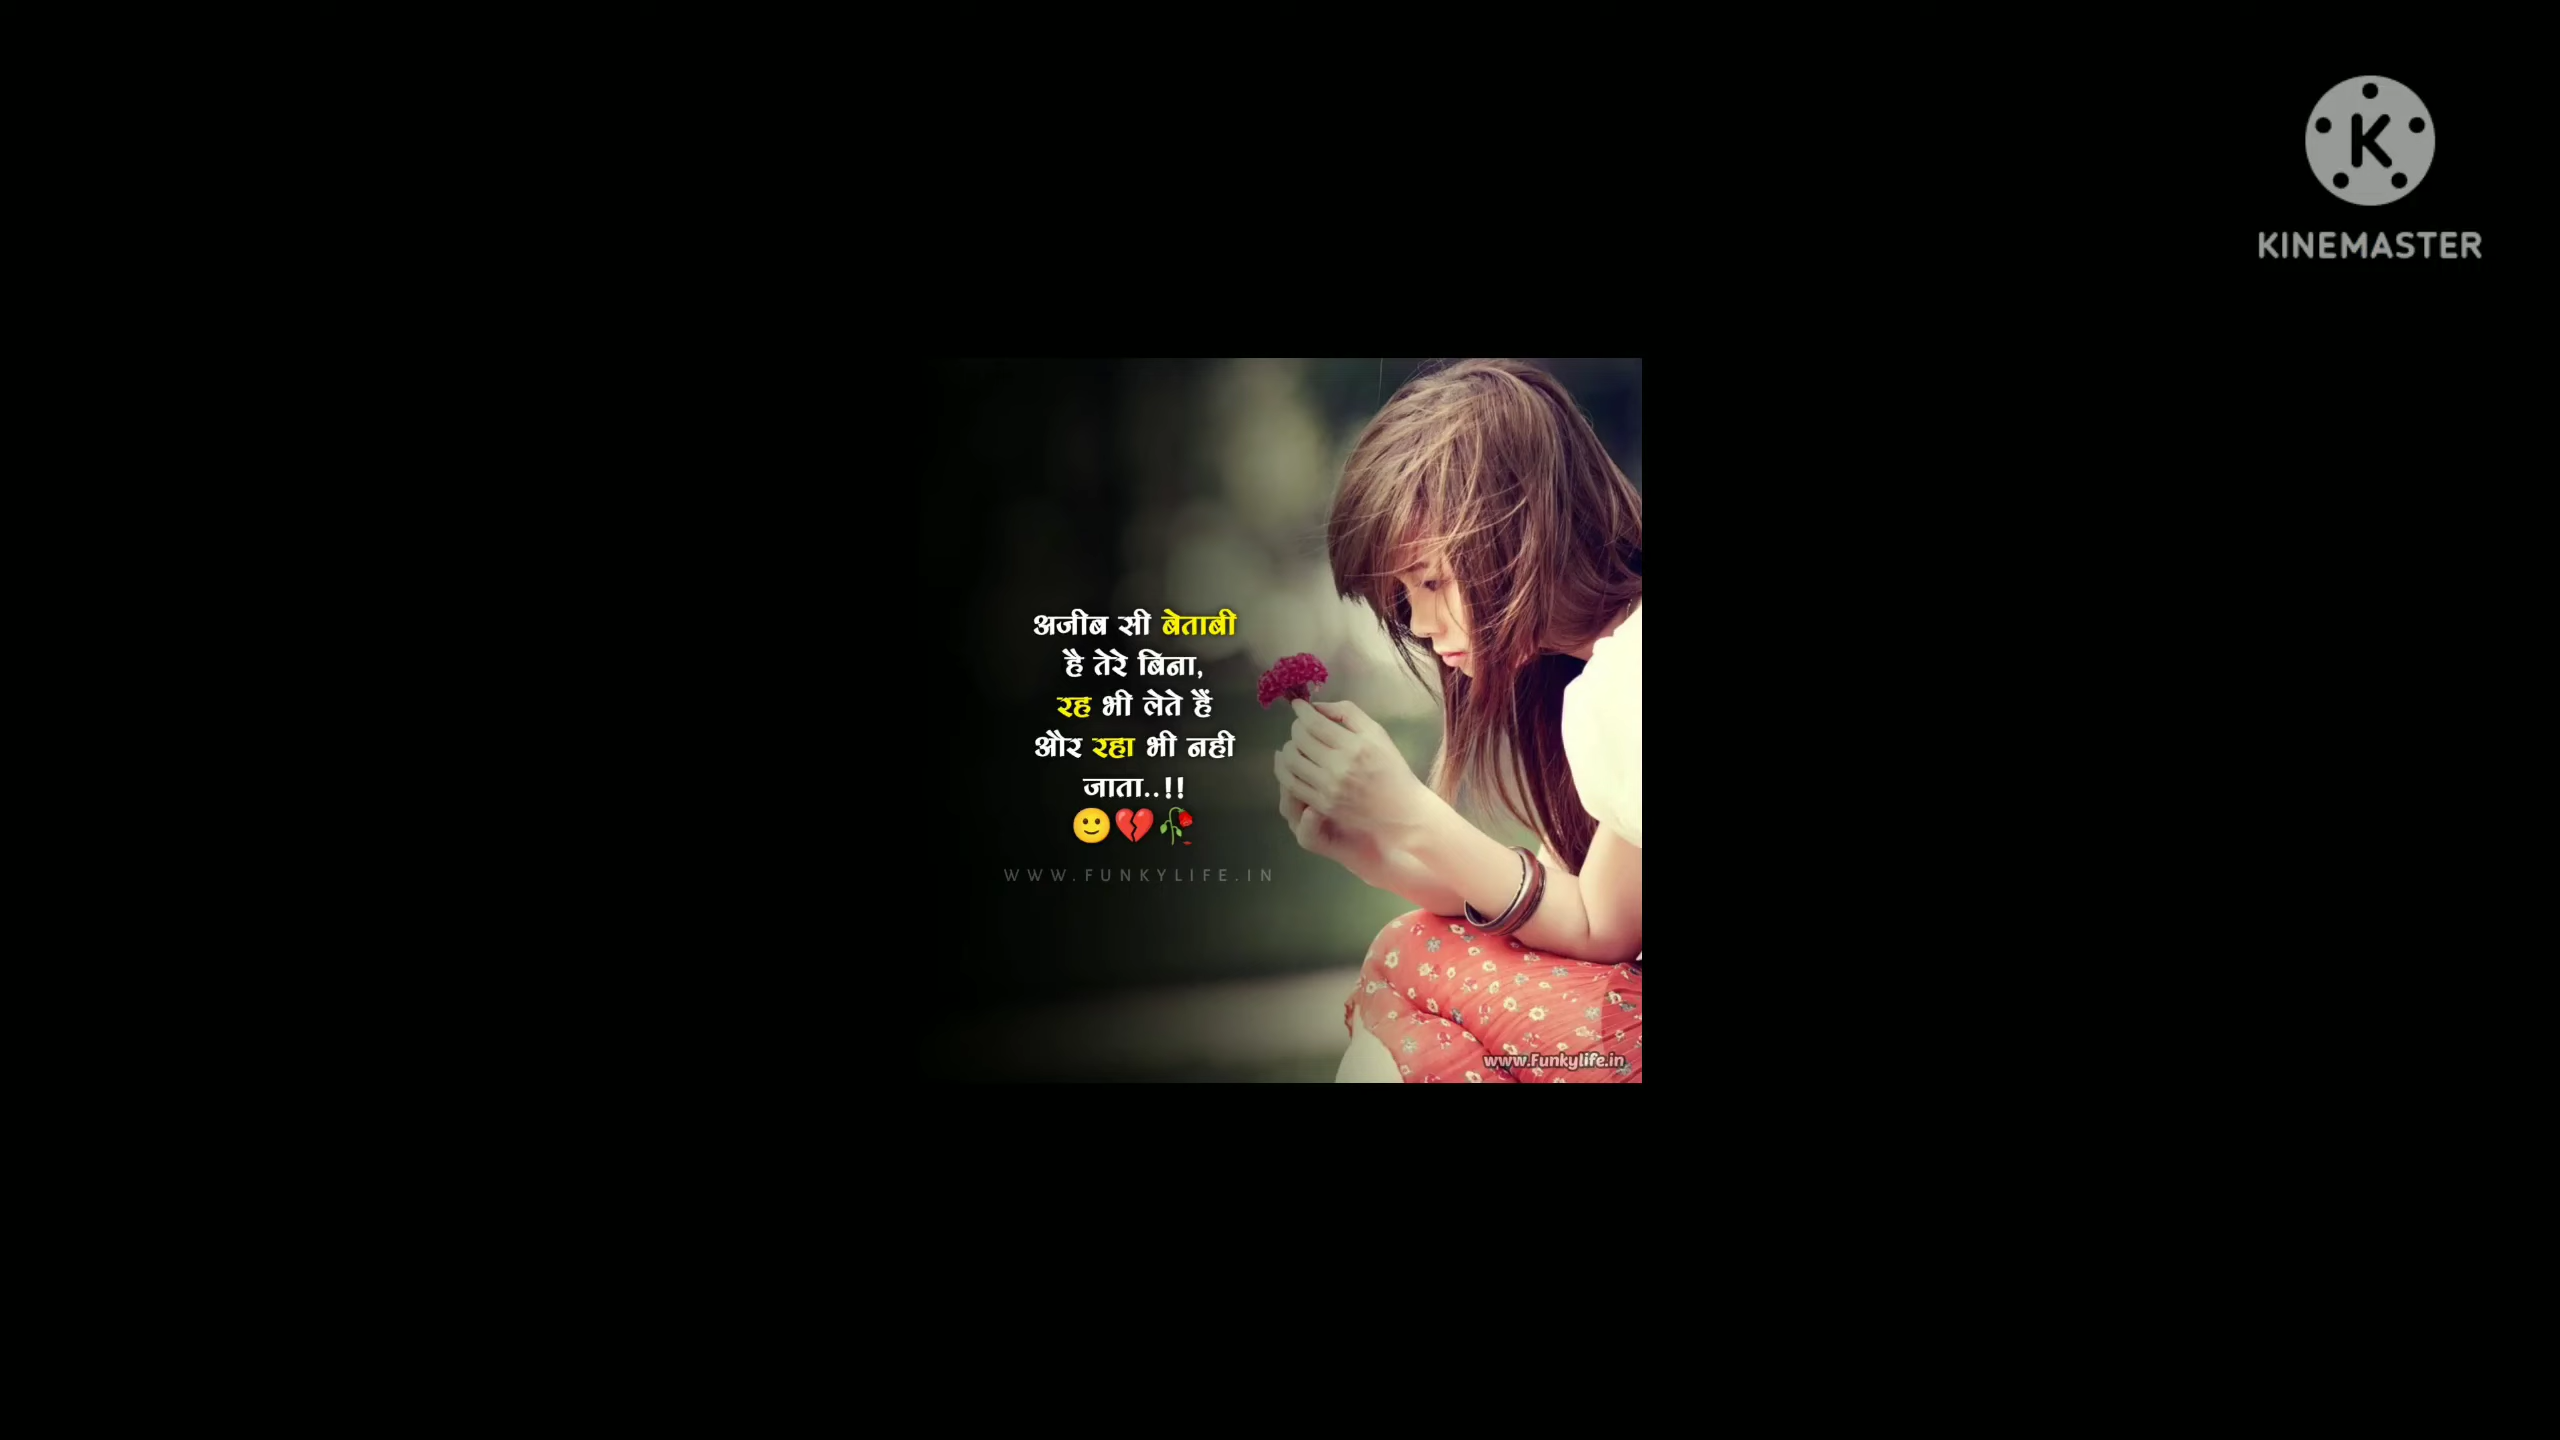 KINEMASTER
अजीब सी बेताबी
है तेरे बिना,
रह भी लेते हैं
और रहा भी नही
जाता..!!
🙂💔🥀
WWW.FUNKYLIFE.IN
www.Funkylife.in